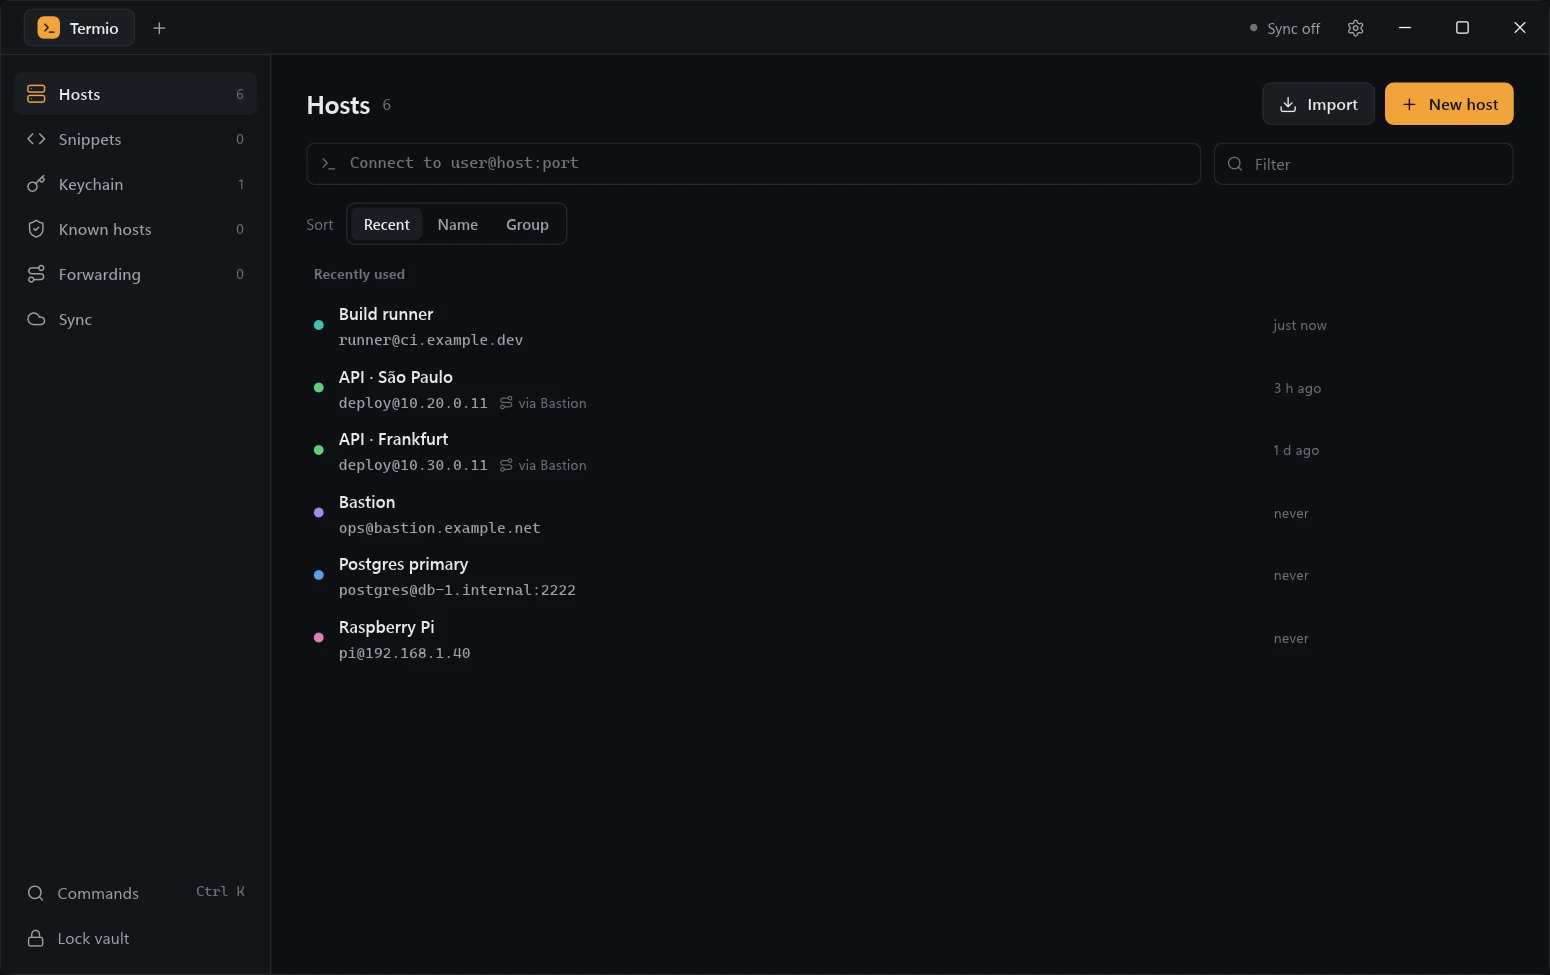 Termio
Sync off
Hosts 6
Snippets 0
Keychain 1
Known hosts 0
Forwarding 0
Sync
Commands Ctrl K
Lock vault
Hosts 6
Import
New host
Connect to user@host:port
Filter
Sort Recent Name Group
Recently used
Build runner
runner@ci.example.dev
just now
API · São Paulo
deploy@10.20.0.11 via Bastion
3 h ago
API · Frankfurt
deploy@10.30.0.11 via Bastion
1 d ago
Bastion
ops@bastion.example.net
never
Postgres primary
postgres@db-1.internal:2222
never
Raspberry Pi
pi@192.168.1.40
never